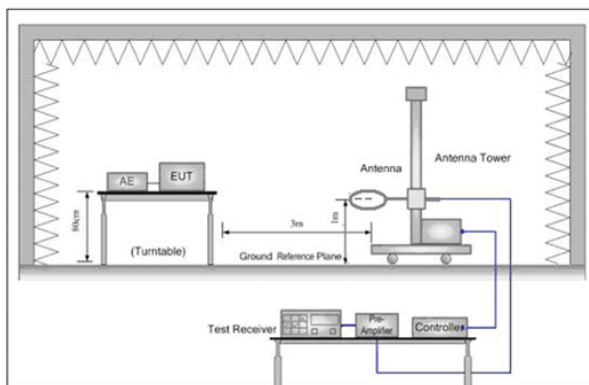 Antenna
Antenna Tower
AE
EUT
80cm
(Turntable)
3m
1m
Ground Reference Plane
Test Receiver
Pre-
Amplifier
Controller